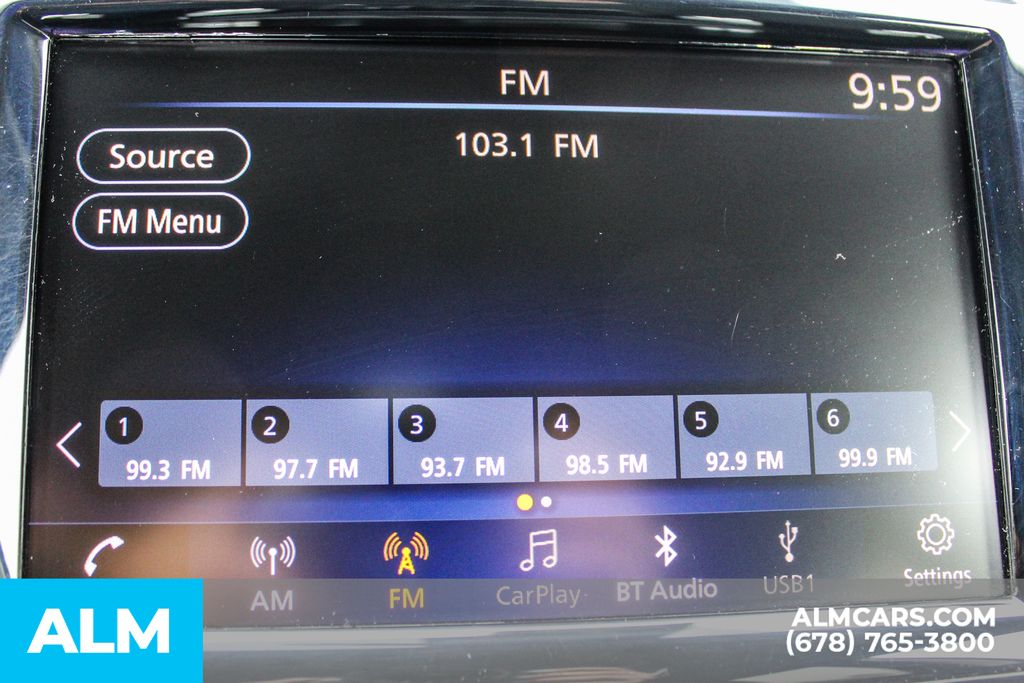 FM
9:59
103.1 FM
Source
FM Menu
1
2
3
4
5
6
99.3 FM
97.7 FM
93.7 FM
98.5 FM
92.9 FM
99.9 FM
AM
FM
CarPlay
BT Audio
USB1
Settings
ALM
ALMCARS.COM
(678) 765-3800